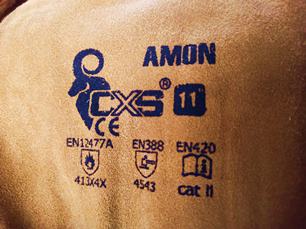 AMON
CXS® 11"
CE
EN12477A EN388 EN420
413X4X 4543 cat II